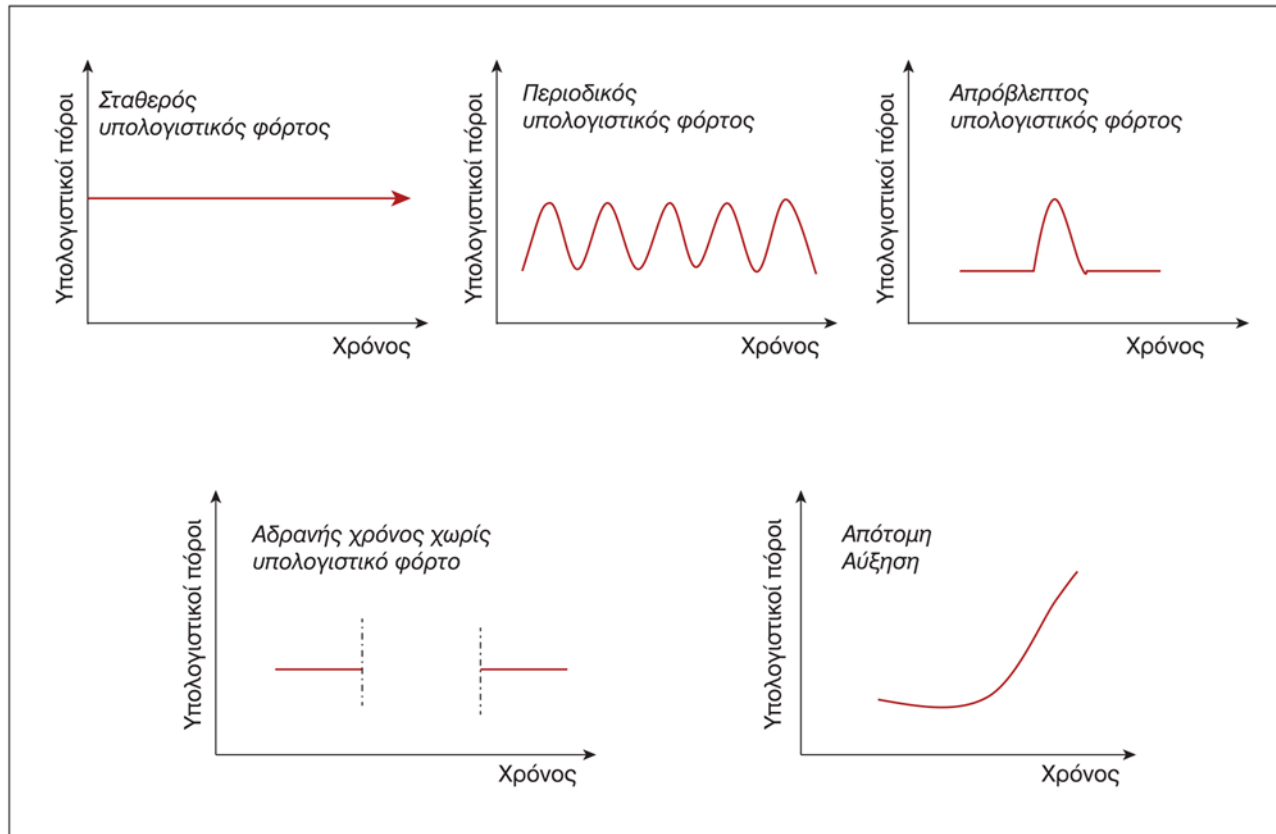 Υπολογιστικοί πόροι
Σταθερός
υπολογιστικός φόρτος
Χρόνος
Υπολογιστικοί πόροι
Περιοδικός
υπολογιστικός φόρτος
Χρόνος
Υπολογιστικοί πόροι
Απρόβλεπτος
υπολογιστικός φόρτος
Χρόνος
Υπολογιστικοί πόροι
Αδρανής χρόνος χωρίς
υπολογιστικό φόρτο
Χρόνος
Υπολογιστικοί πόροι
Απότομη
Αύξηση
Χρόνος